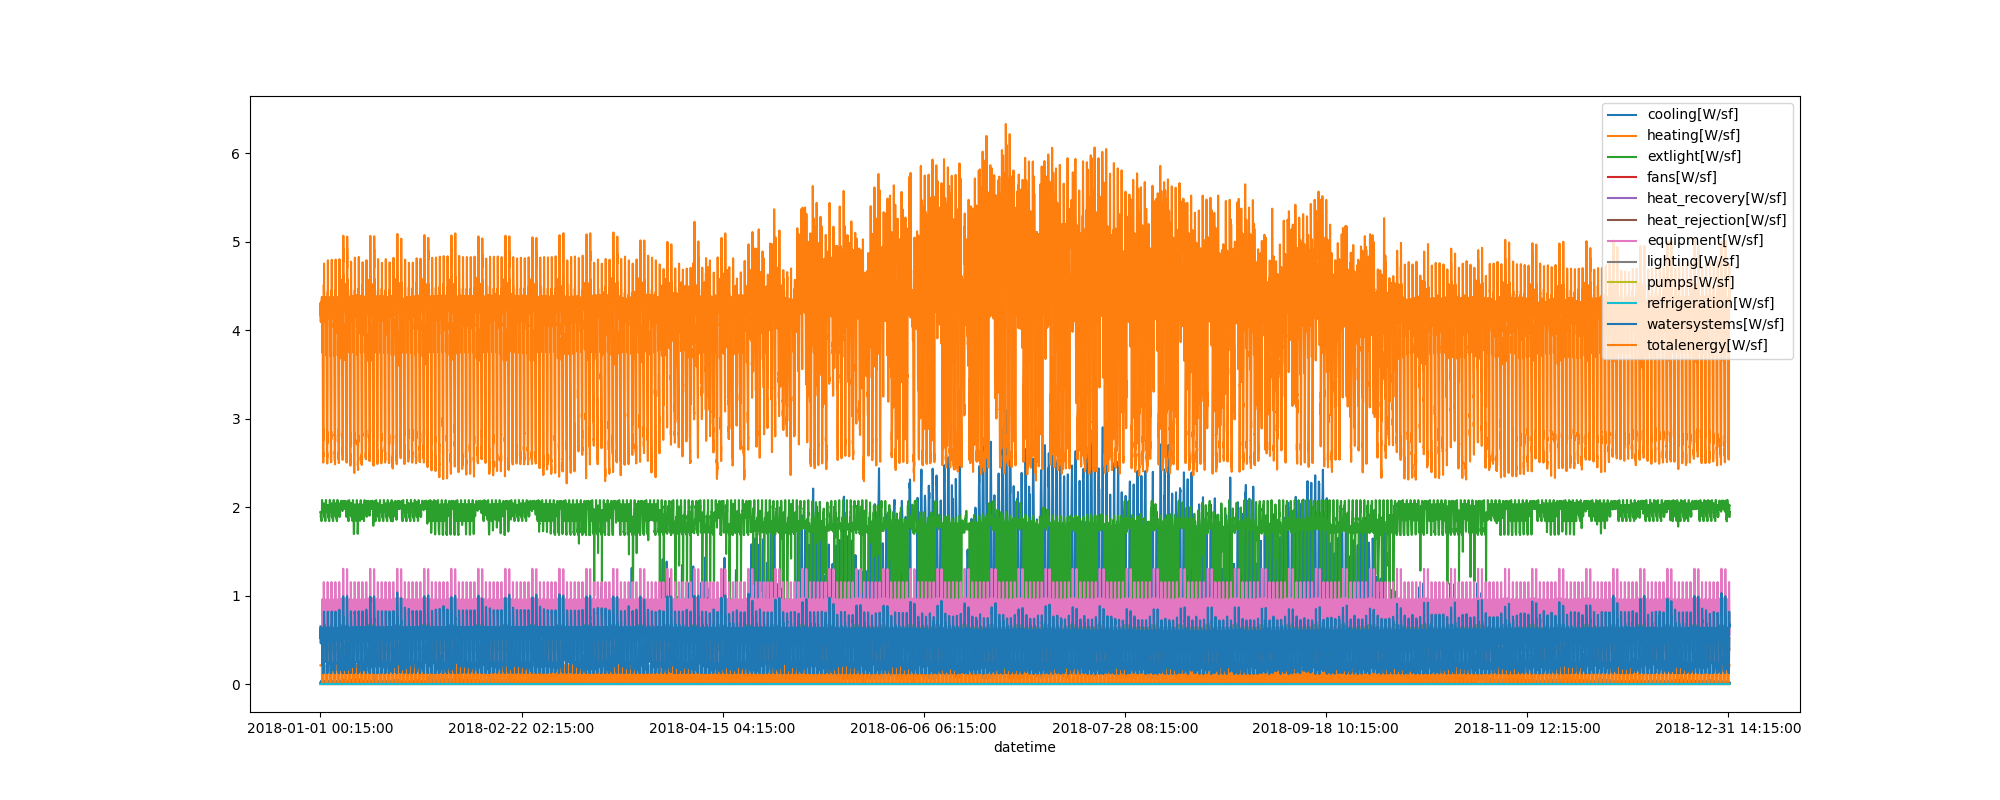 cooling[W/sf]
heating[W/sf]
extlight[W/sf]
fans[W/sf]
heat_recovery[W/sf]
heat_rejection[W/sf]
equipment[W/sf]
lighting[W/sf]
pumps[W/sf]
refrigeration[W/sf]
watersystems[W/sf]
totalenergy[W/sf]
6
5
4
3
2
1
0
2018-01-01 00:15:00 2018-02-22 02:15:00 2018-04-15 04:15:00 2018-06-06 06:15:00 2018-07-28 08:15:00 2018-09-18 10:15:00 2018-11-09 12:15:00 2018-12-31 14:15:00
datetime